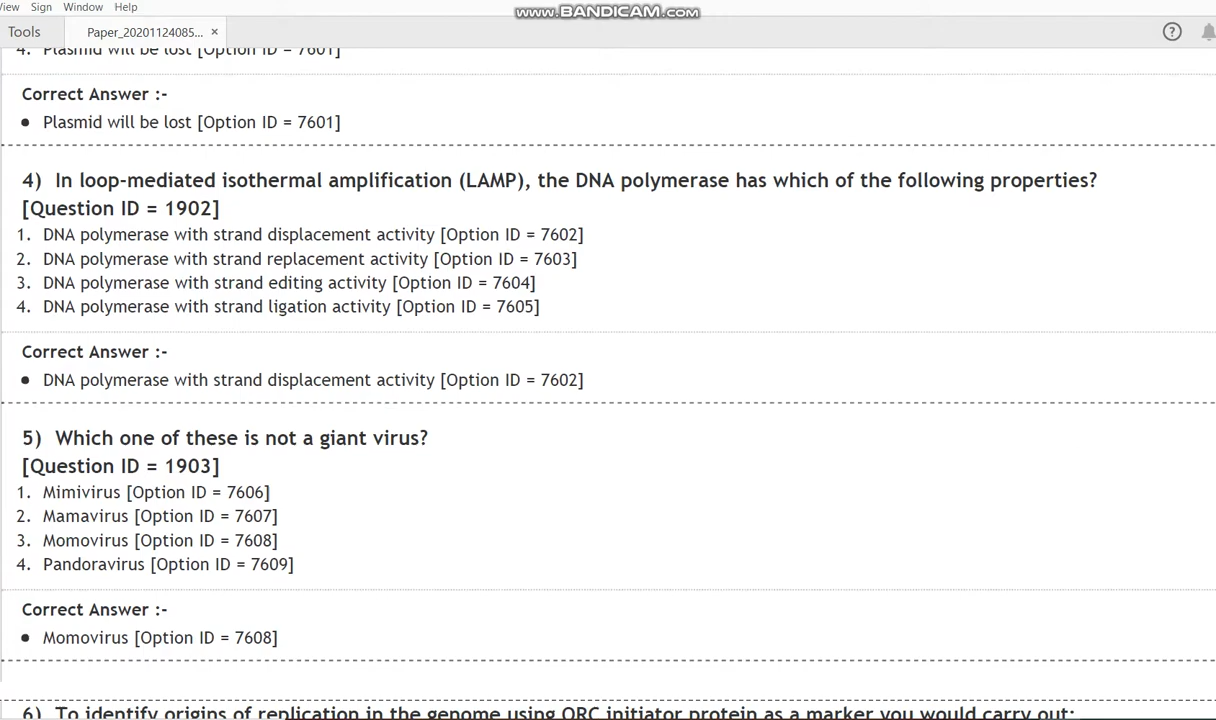 View Sign Window Help
www.BANDICAM.com
Tools Paper_20201124085... ×
4. Plasmid will be lost [Option ID = 7601]
Correct Answer :-
• Plasmid will be lost [Option ID = 7601]
4) In loop-mediated isothermal amplification (LAMP), the DNA polymerase has which of the following properties?
[Question ID = 1902]
1. DNA polymerase with strand displacement activity [Option ID = 7602]
2. DNA polymerase with strand replacement activity [Option ID = 7603]
3. DNA polymerase with strand editing activity [Option ID = 7604]
4. DNA polymerase with strand ligation activity [Option ID = 7605]
Correct Answer :-
• DNA polymerase with strand displacement activity [Option ID = 7602]
5) Which one of these is not a giant virus?
[Question ID = 1903]
1. Mimivirus [Option ID = 7606]
2. Mamavirus [Option ID = 7607]
3. Momovirus [Option ID = 7608]
4. Pandoravirus [Option ID = 7609]
Correct Answer :-
• Momovirus [Option ID = 7608]
6) To identify origins of replication in the genome using ORC initiator protein as a marker you would carry out: